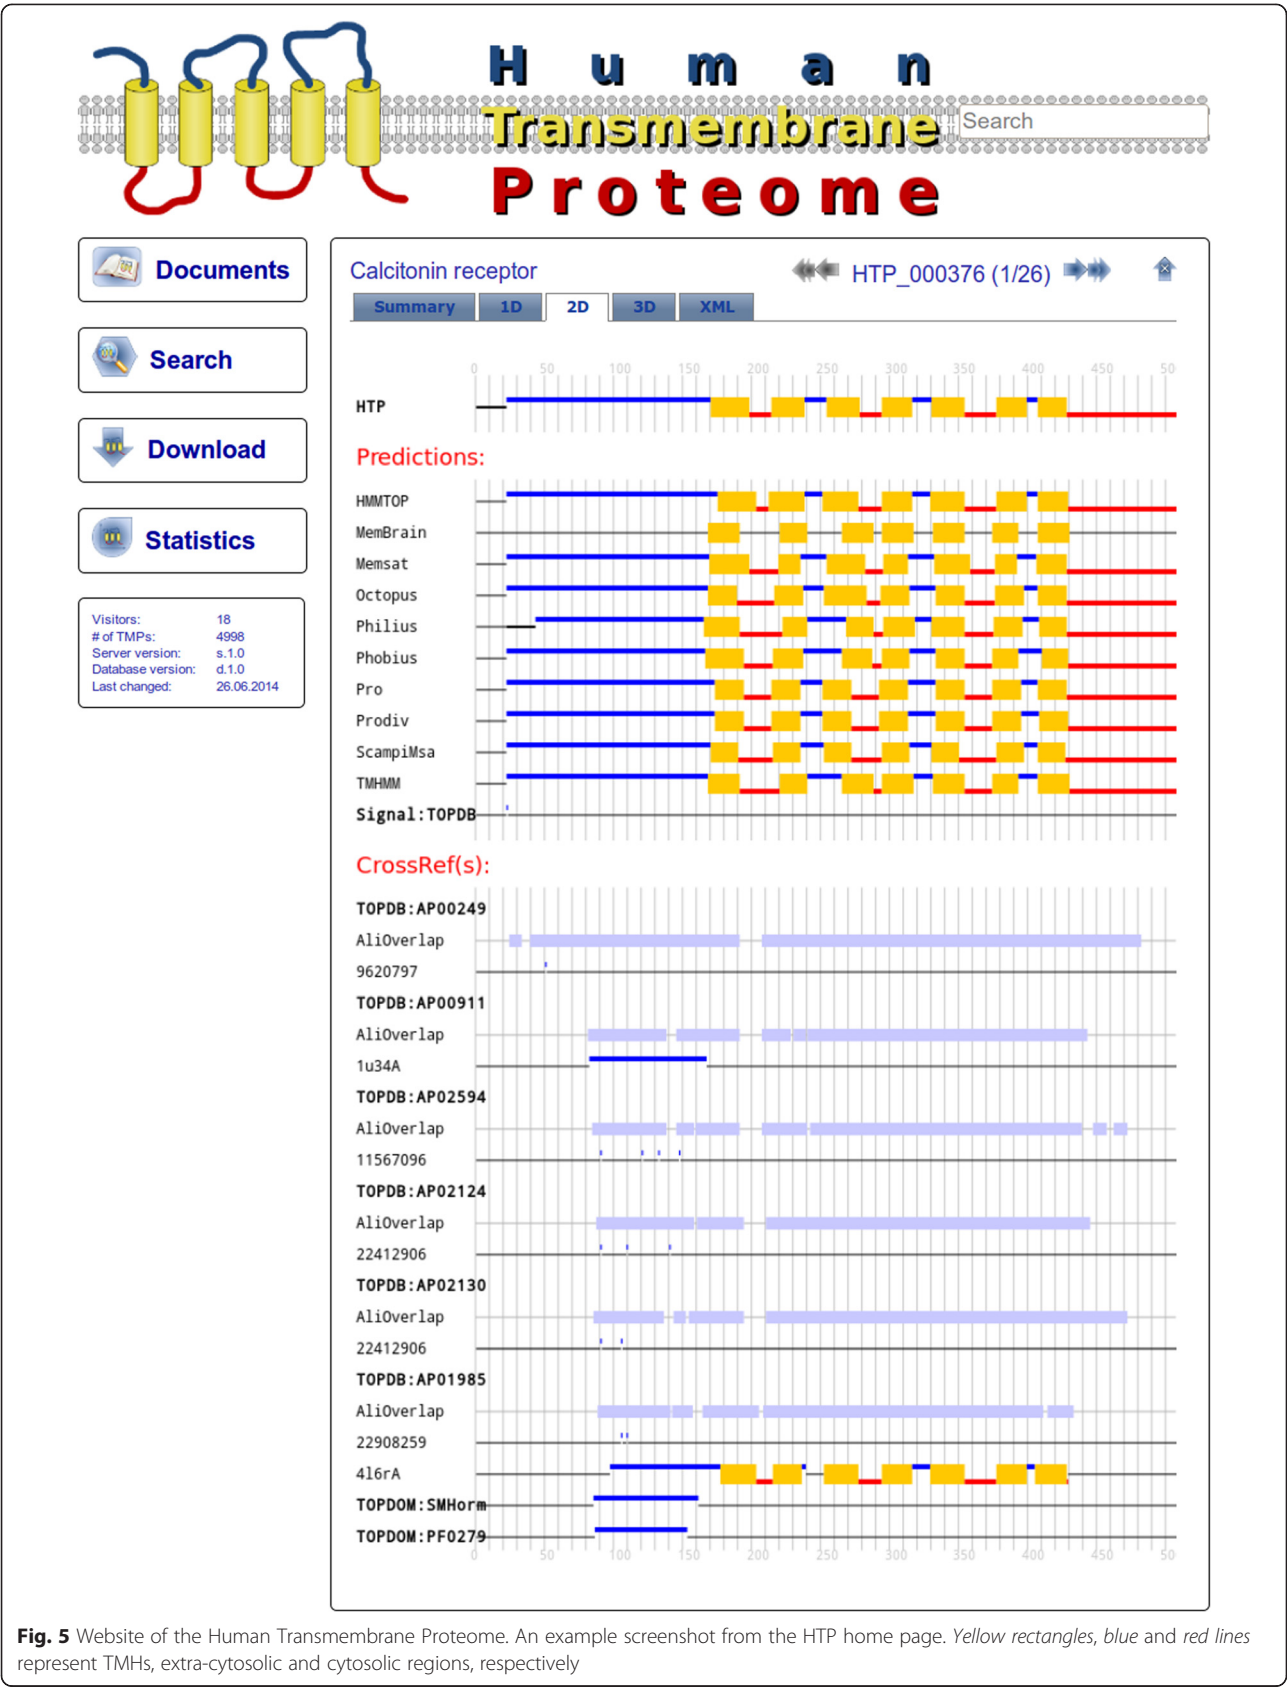 Human
Transmembrane
Search
Proteome
Documents
Search
Download
Statistics
Visitors: 18
# of TMPs: 4998
Server version: s.1.0
Database version: d.1.0
Last changed: 26.06.2014
Calcitonin receptor
HTP_000376 (1/26)
Summary 1D 2D 3D XML
0 50 100 150 200 250 300 350 400 450 50
HTP
Predictions:
HMMTOP
MemBrain
Memsat
Octopus
Philius
Phobius
Pro
Prodiv
ScampiMsa
TMHMM
Signal:TOPDB
CrossRef(s):
TOPDB:AP00249
AliOverlap
9620797
TOPDB:AP00911
AliOverlap
1u34A
TOPDB:AP02594
AliOverlap
11567096
TOPDB:AP02124
AliOverlap
22412906
TOPDB:AP02130
AliOverlap
22412906
TOPDB:AP01985
AliOverlap
22908259
4l6rA
TOPDOM:SMHorm
TOPDOM:PF0279
0 50 100 150 200 250 300 350 400 450 50
Fig. 5 Website of the Human Transmembrane Proteome. An example screenshot from the HTP home page. Yellow rectangles, blue and red lines
represent TMHs, extra-cytosolic and cytosolic regions, respectively